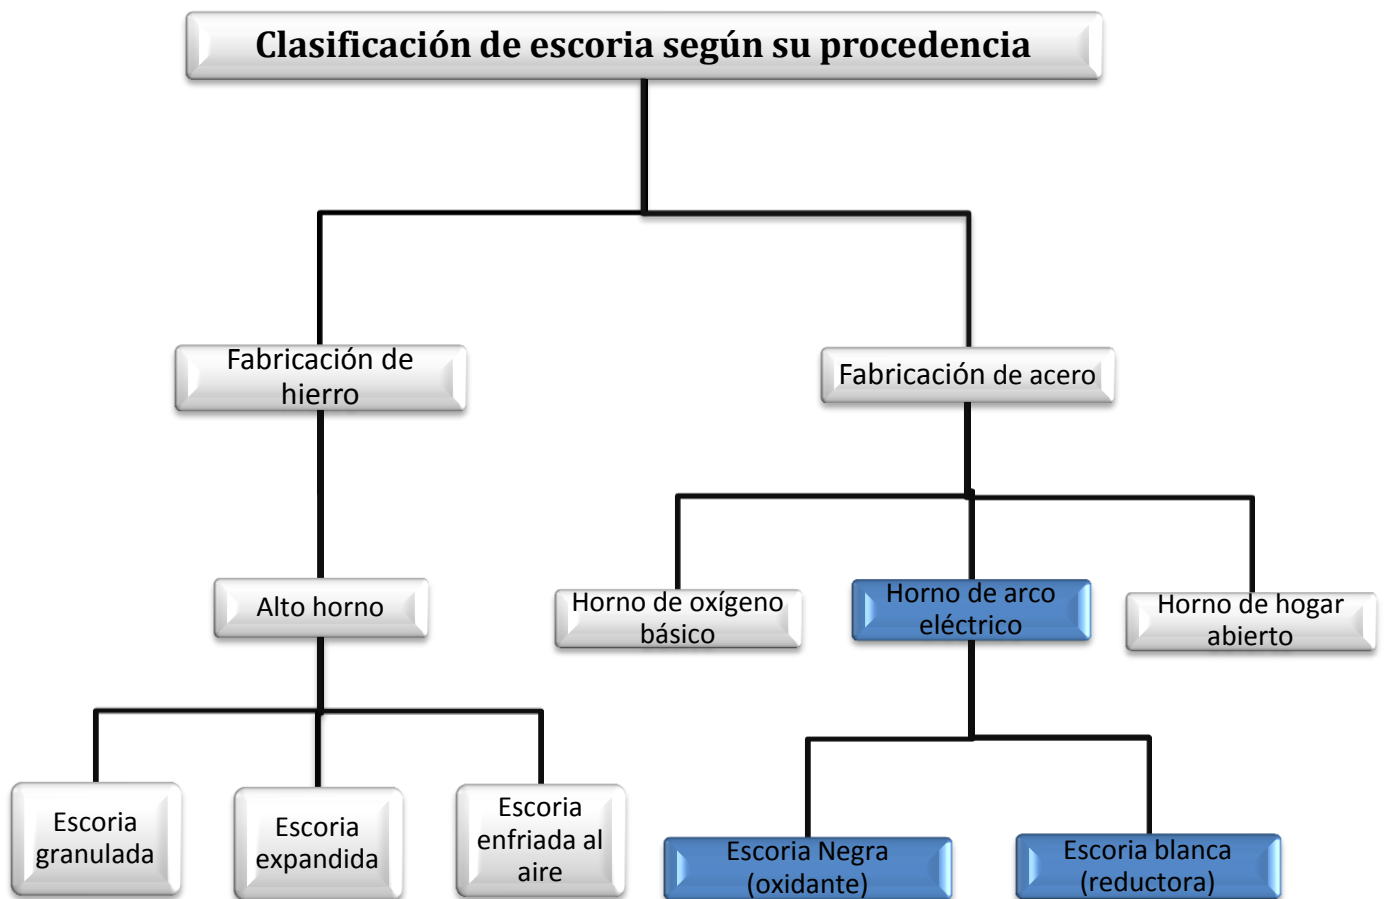 Clasificación de escoria según su procedencia
Fabricación de
hierro
Fabricación de acero
Alto horno
Horno de oxígeno
básico
Horno de arco
eléctrico
Horno de hogar
abierto
Escoria
granulada
Escoria
expandida
Escoria
enfriada al
aire
Escoria Negra
(oxidante)
Escoria blanca
(reductora)